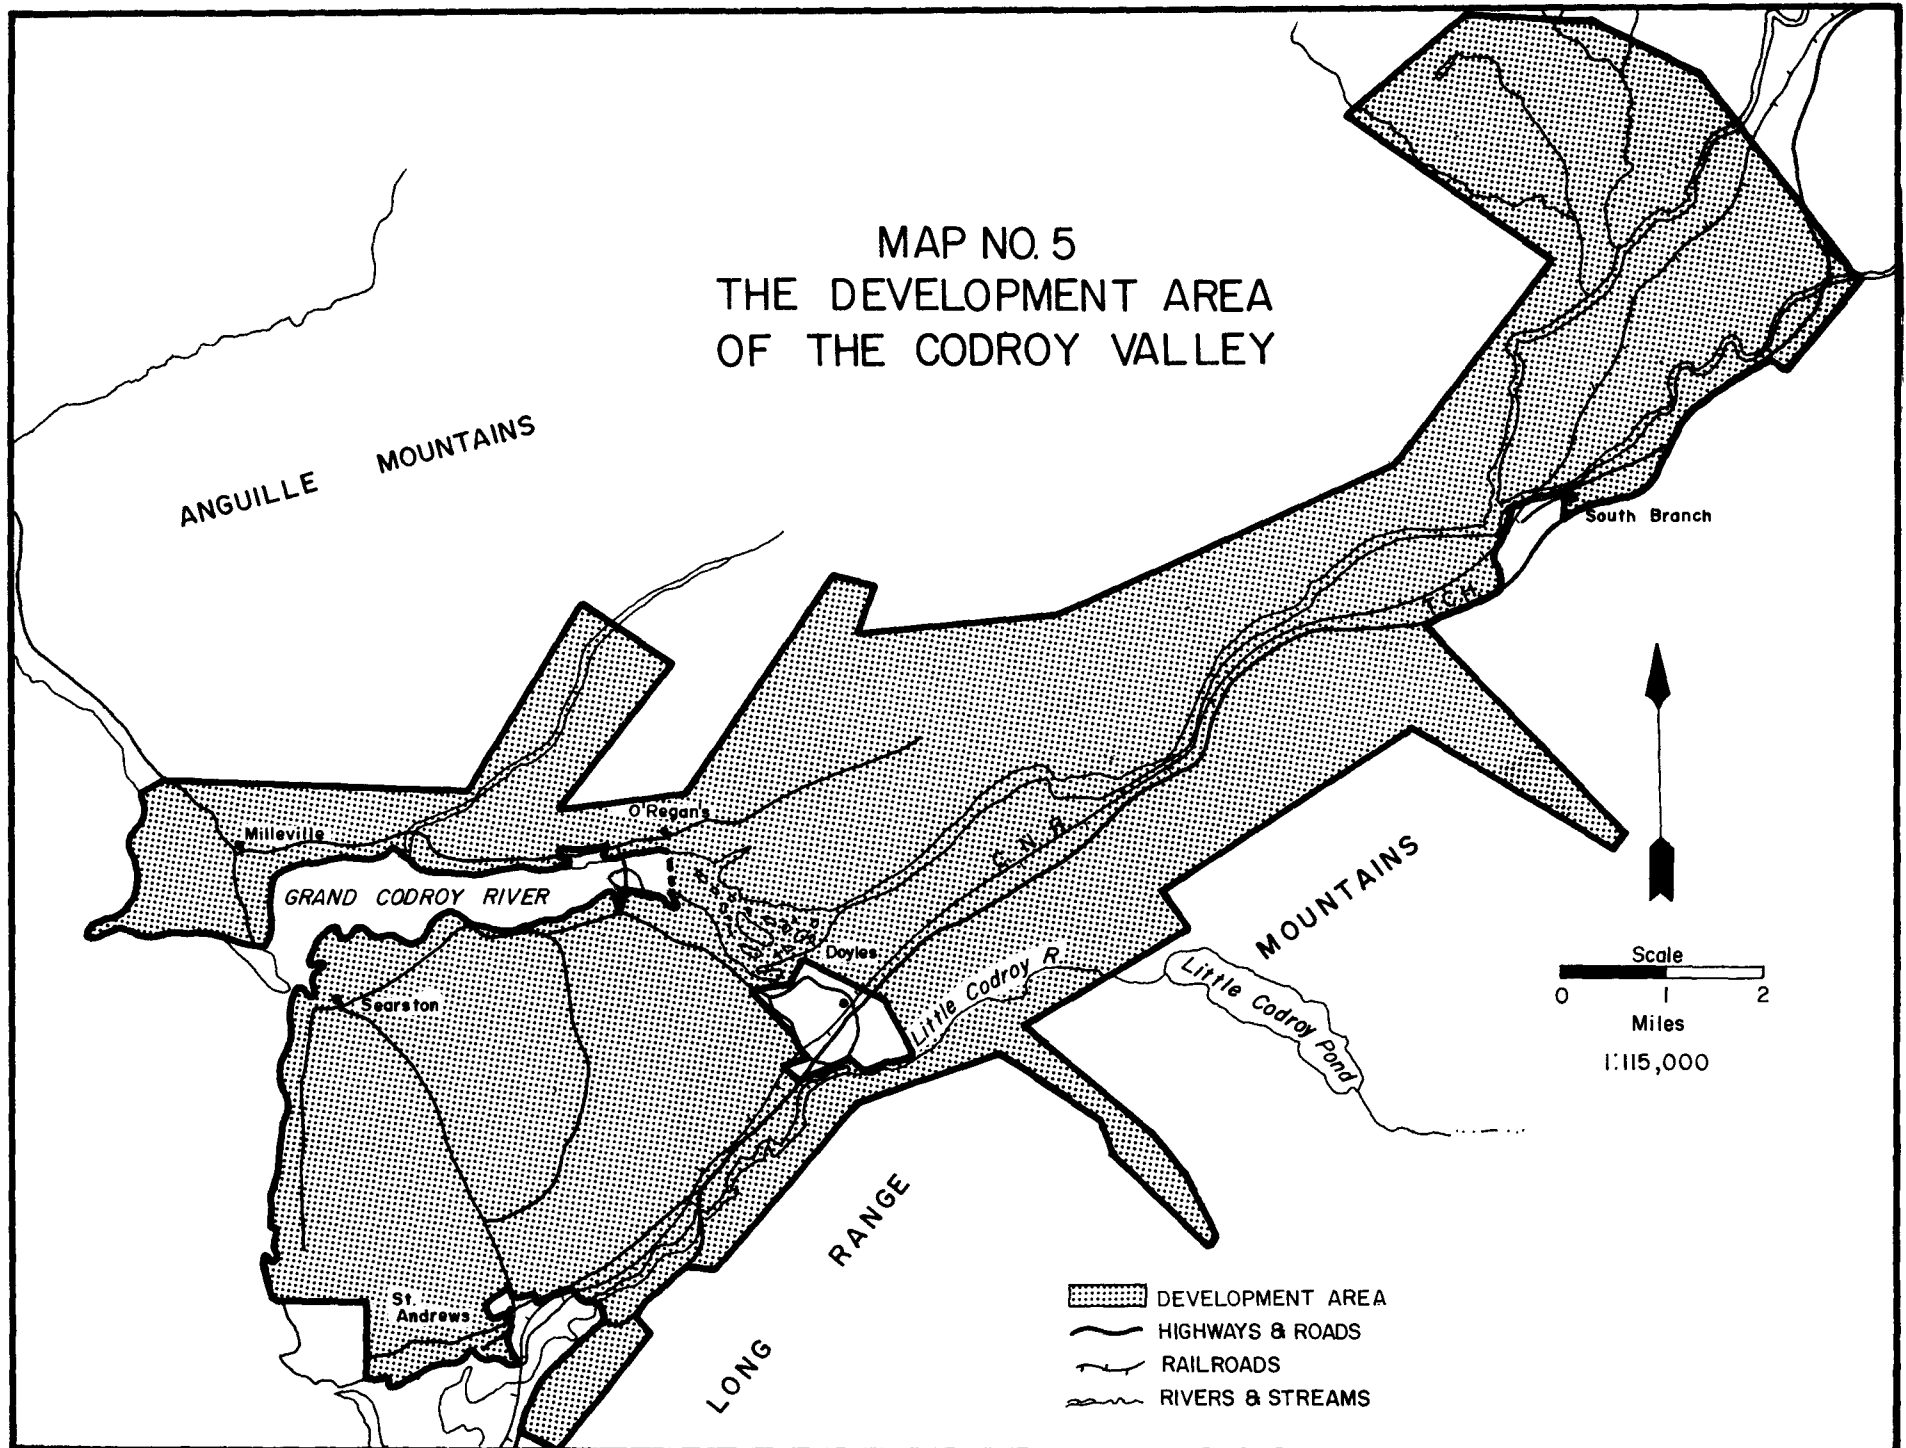 MAP NO. 5
THE DEVELOPMENT AREA
OF THE CODROY VALLEY
ANGUILLE MOUNTAINS
South Branch
T.C.H.
O'Regan's
Milleville
C. N. R.
GRAND CODROY RIVER
MOUNTAINS
Doyles
Little Codroy R.
Little Codroy Pond
Searston
Scale
0 1 2
Miles
1:115,000
RANGE
LONG
St.
Andrews
DEVELOPMENT AREA
HIGHWAYS & ROADS
RAILROADS
RIVERS & STREAMS